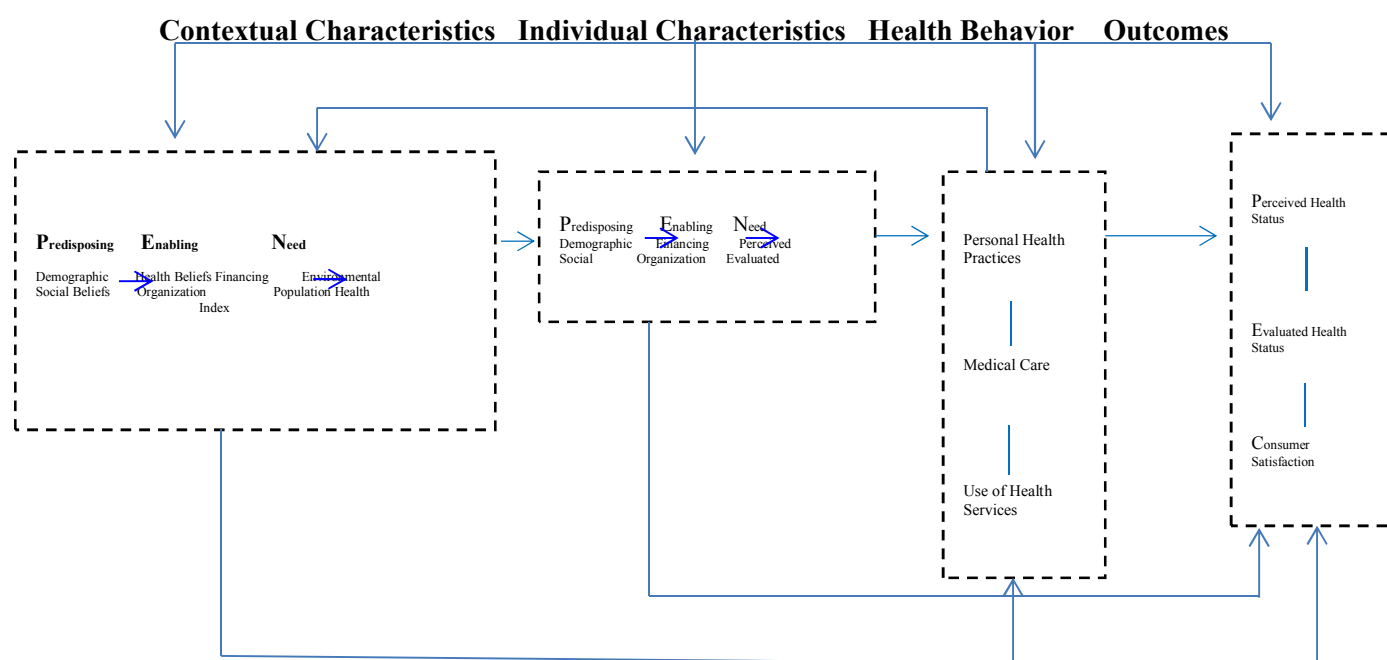 Contextual Characteristics Individual Characteristics Health Behavior Outcomes
Predisposing Enabling Need
Demographic Health Beliefs Financing Environmental
Social Beliefs Organization Population Health
Index
Predisposing Enabling Need
Demographic Financing Perceived
Social Organization Evaluated
Personal Health
Practices
Medical Care
Use of Health
Services
Perceived Health
Status
Evaluated Health
Status
Consumer
Satisfaction